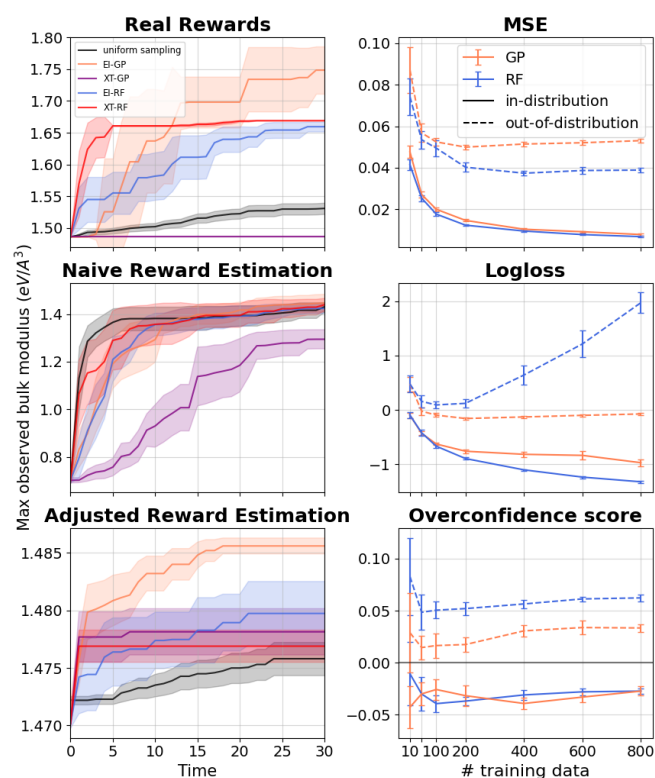 Real Rewards
1.80
1.75
1.70
1.65
1.60
1.55
1.50
uniform sampling
EI-GP
XT-GP
EI-RF
XT-RF
MSE
0.10
0.08
0.06
0.04
0.02
GP
RF
in-distribution
out-of-distribution
Max observed bulk modulus (eV/A³)
Naive Reward Estimation
1.4
1.2
1.0
0.8
Logloss
2
1
0
−1
Adjusted Reward Estimation
1.485
1.480
1.475
1.470
0
5
10
15
20
25
30
Time
Overconfidence score
0.10
0.05
0.00
−0.05
10
100
200
400
600
800
# training data